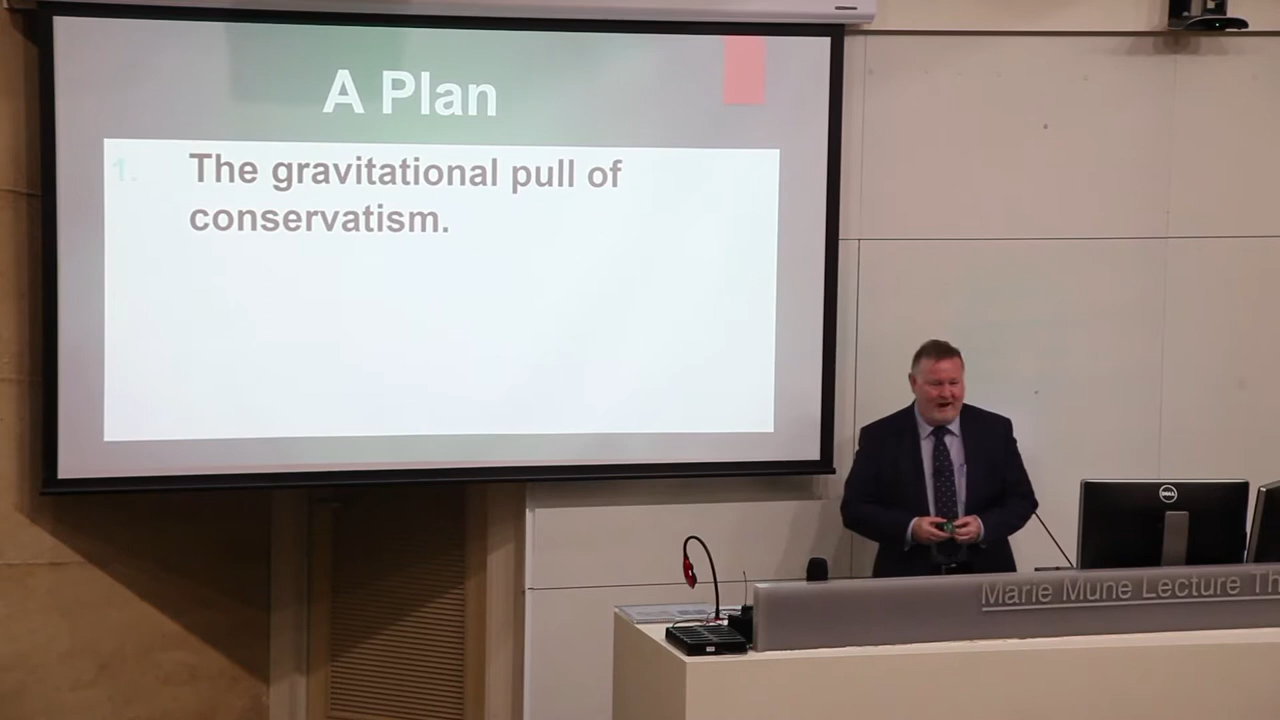 A Plan
1. The gravitational pull of
conservatism.
DELL
Marie Mune Lecture Th